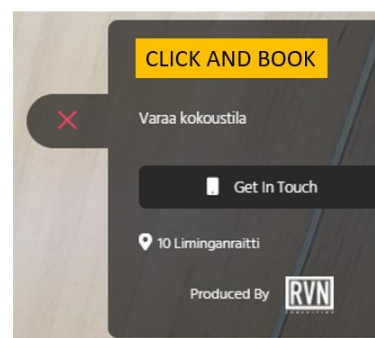 CLICK AND BOOK
Varaa kokoustila
Get In Touch
10 Liminganraitti
Produced By RVN